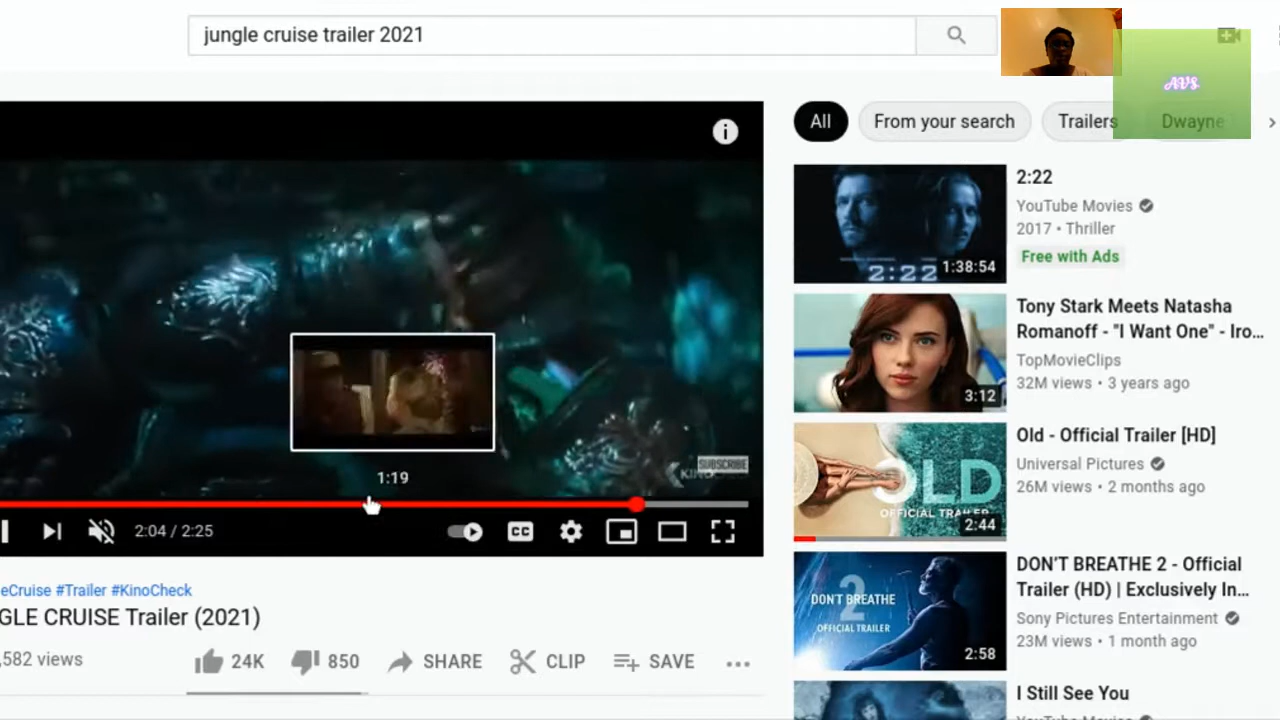 jungle cruise trailer 2021
AVS
All
From your search
Trailers
Dwayne
2:22
YouTube Movies
2017 • Thriller
Free with Ads
2:22
1:38:54
Tony Stark Meets Natasha
Romanoff - "I Want One" - Iro...
TopMovieClips
32M views • 3 years ago
3:12
Old - Official Trailer [HD]
Universal Pictures
26M views • 2 months ago
OLD
OFFICIAL TRAILER
2:44
DON'T BREATHE 2 - Official
Trailer (HD) | Exclusively In...
Sony Pictures Entertainment
23M views • 1 month ago
2
DON'T BREATHE
OFFICIAL TRAILER
2:58
I Still See You
YouTube Movies
SUBSCRIBE
1:19
2:04 / 2:25
CC
eCruise #Trailer #KinoCheck
GLE CRUISE Trailer (2021)
,582 views
24K
850
SHARE
CLIP
SAVE